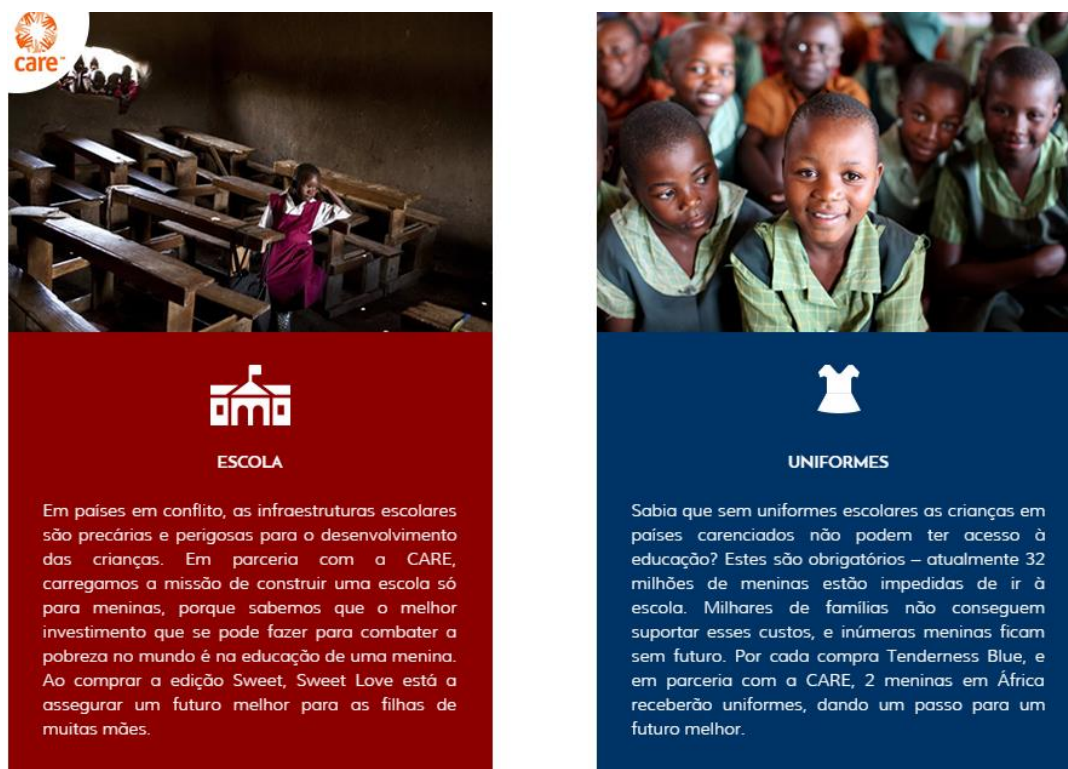 care
ESCOLA
Em países em conflito, as infraestruturas escolares
são precárias e perigosas para o desenvolvimento
das crianças. Em parceria com a CARE,
carregamos a missão de construir uma escola só
para meninas, porque sabemos que o melhor
investimento que se pode fazer para combater a
pobreza no mundo é na educação de uma menina.
Ao comprar a edição Sweet, Sweet Love está a
assegurar um futuro melhor para as filhas de
muitas mães.
UNIFORMES
Sabia que sem uniformes escolares as crianças em
países carenciados não podem ter acesso à
educação? Estes são obrigatórios – atualmente 32
milhões de meninas estão impedidas de ir à
escola. Milhares de famílias não conseguem
suportar esses custos, e inúmeras meninas ficam
sem futuro. Por cada compra Tenderness Blue, e
em parceria com a CARE, 2 meninas em África
receberão uniformes, dando um passo para um
futuro melhor.